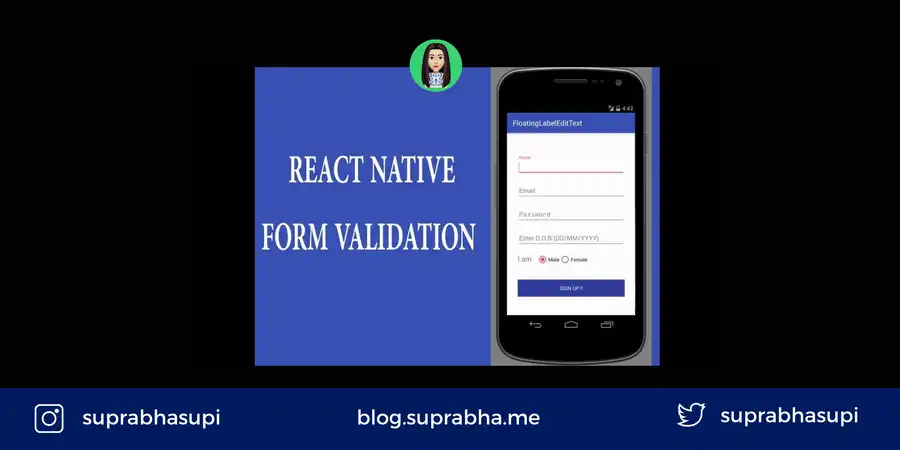 REACT NATIVE
FORM VALIDATION
4:42
FloatingLabelEditText
Name
Email
Password
Enter D.O.B (DD/MM/YYYY)
I am Male Female
SIGN UP !!
suprabhasupi
blog.suprabha.me
suprabhasupi